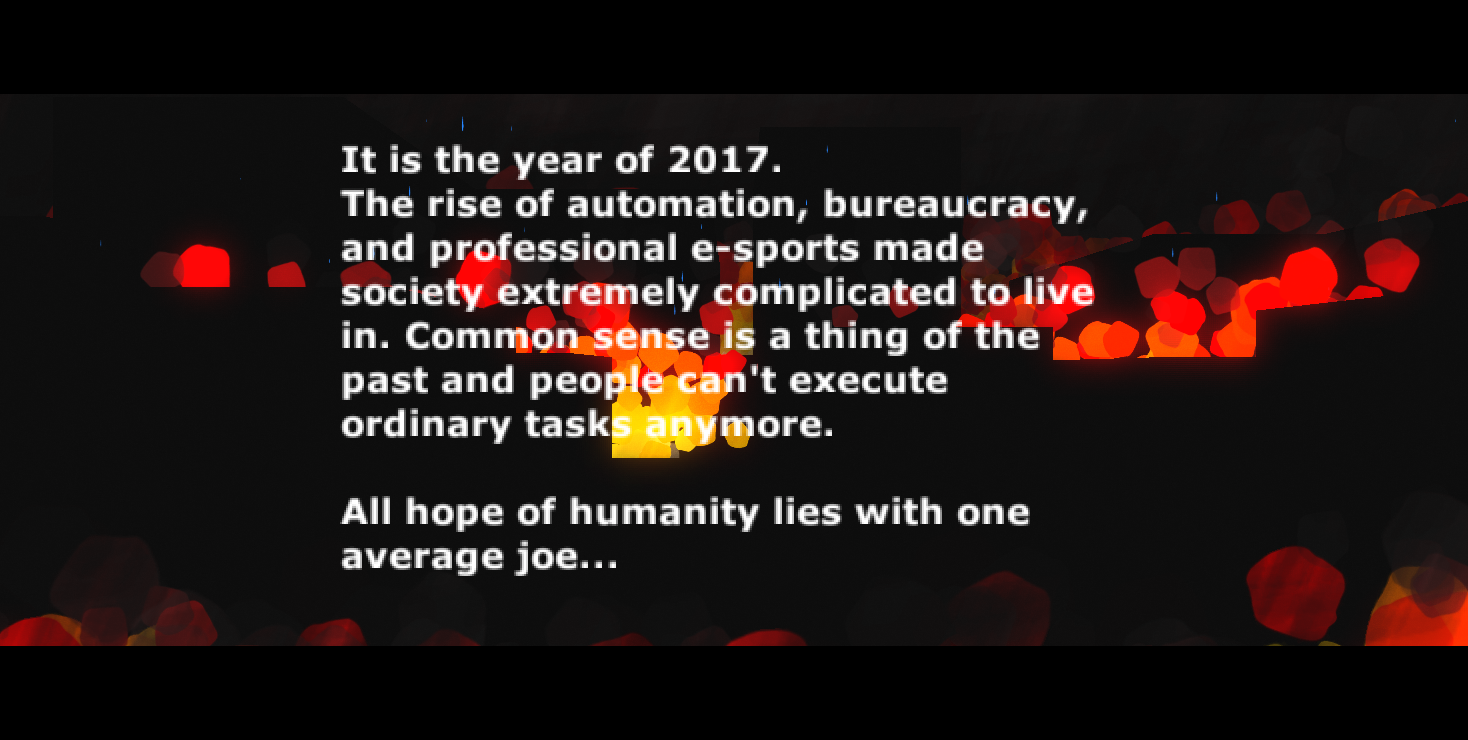 It is the year of 2017.
The rise of automation, bureaucracy,
and professional e-sports made
society extremely complicated to live
in. Common sense is a thing of the
past and people can't execute
ordinary tasks anymore.
All hope of humanity lies with one
average joe...